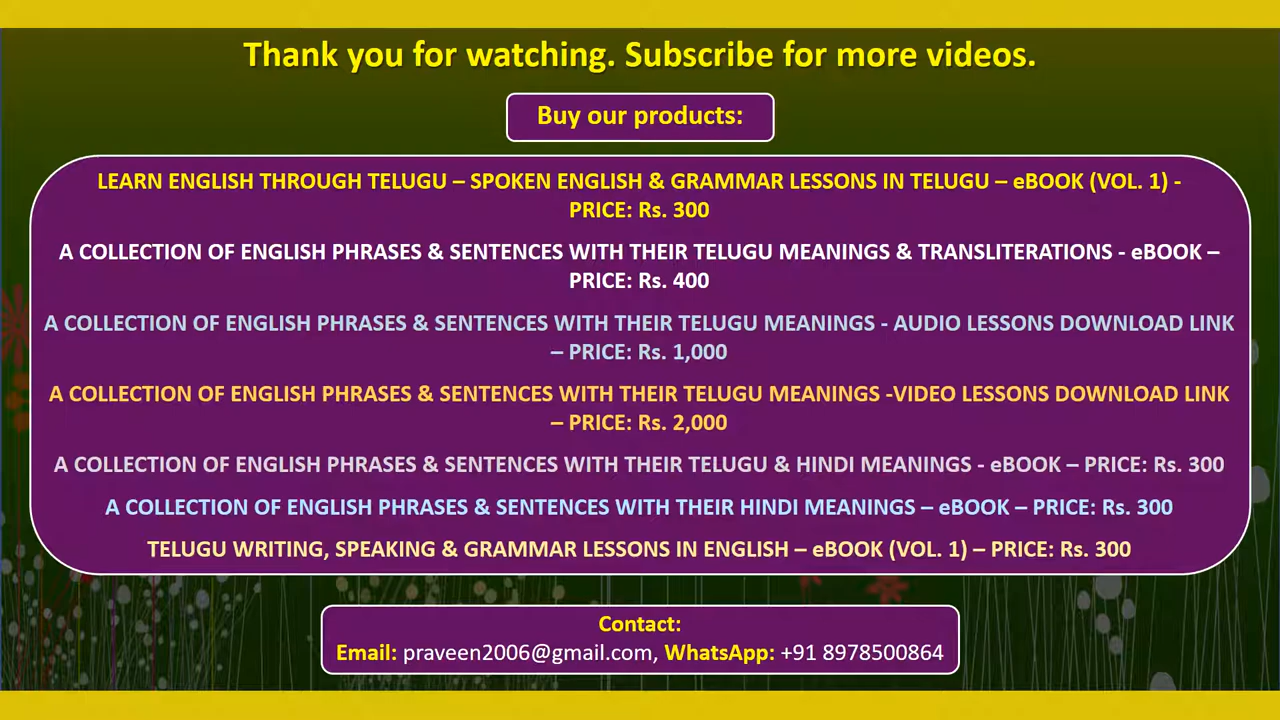 Thank you for watching. Subscribe for more videos.
Buy our products:
LEARN ENGLISH THROUGH TELUGU – SPOKEN ENGLISH & GRAMMAR LESSONS IN TELUGU – eBOOK (VOL. 1) -
PRICE: Rs. 300
A COLLECTION OF ENGLISH PHRASES & SENTENCES WITH THEIR TELUGU MEANINGS & TRANSLITERATIONS - eBOOK –
PRICE: Rs. 400
A COLLECTION OF ENGLISH PHRASES & SENTENCES WITH THEIR TELUGU MEANINGS - AUDIO LESSONS DOWNLOAD LINK
– PRICE: Rs. 1,000
A COLLECTION OF ENGLISH PHRASES & SENTENCES WITH THEIR TELUGU MEANINGS -VIDEO LESSONS DOWNLOAD LINK
– PRICE: Rs. 2,000
A COLLECTION OF ENGLISH PHRASES & SENTENCES WITH THEIR TELUGU & HINDI MEANINGS - eBOOK – PRICE: Rs. 300
A COLLECTION OF ENGLISH PHRASES & SENTENCES WITH THEIR HINDI MEANINGS – eBOOK – PRICE: Rs. 300
TELUGU WRITING, SPEAKING & GRAMMAR LESSONS IN ENGLISH – eBOOK (VOL. 1) – PRICE: Rs. 300
Contact:
Email: praveen2006@gmail.com, WhatsApp: +91 8978500864